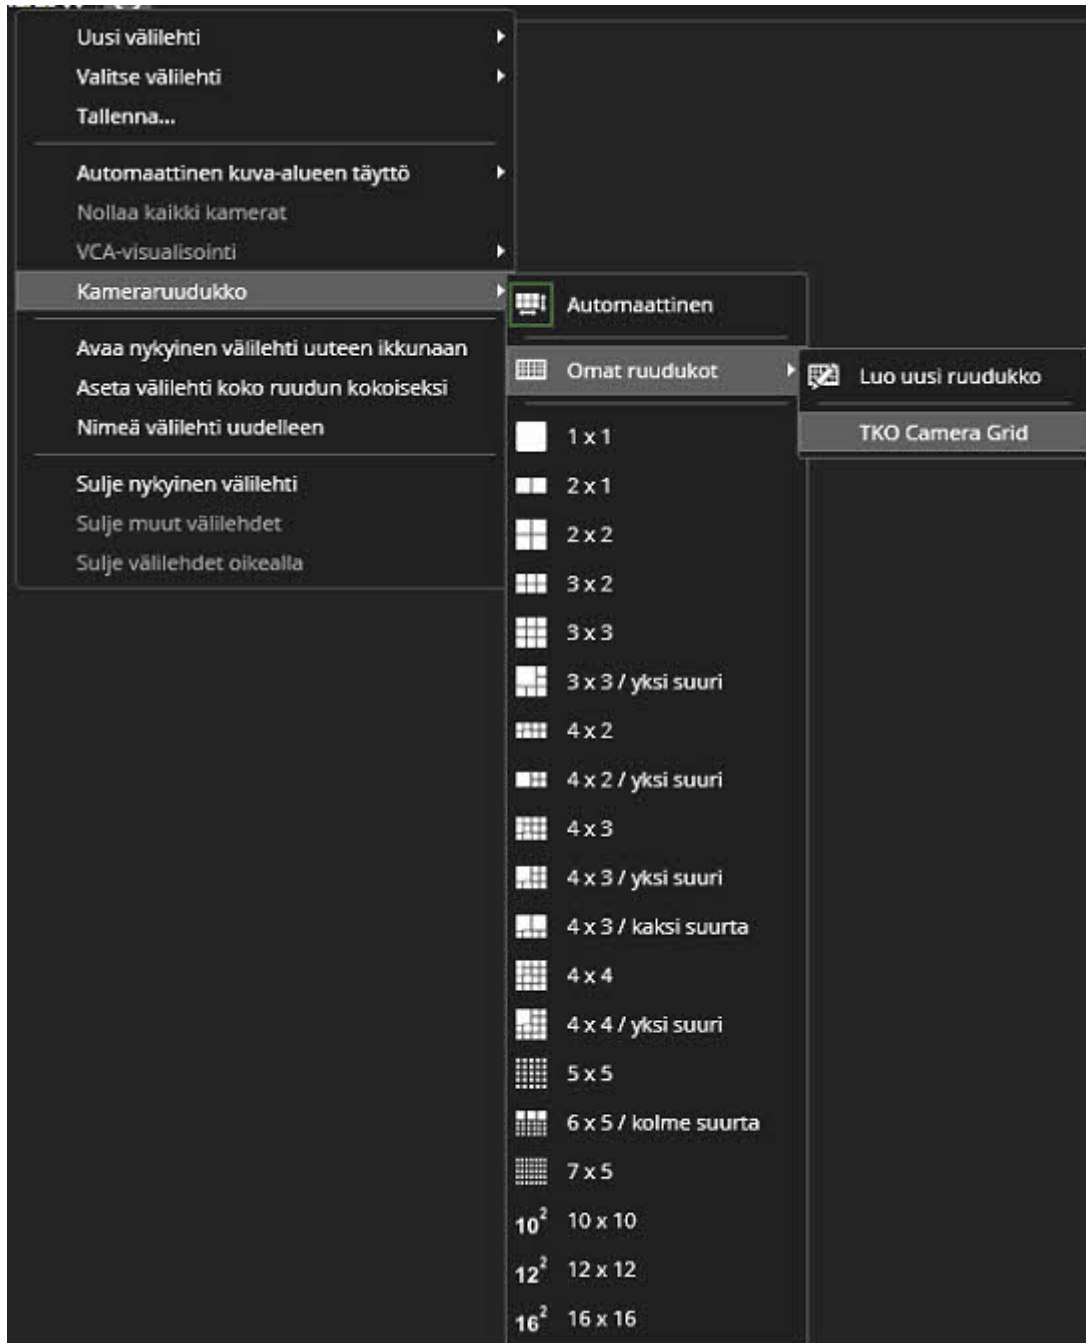 Uusi välilehti
Valitse välilehti
Tallenna...
Automaattinen kuva-alueen täyttö
Nollaa kaikki kamerat
VCA-visualisointi
Kameraruudukko
Avaa nykyinen välilehti uuteen ikkunaan
Aseta välilehti koko ruudun kokoiseksi
Nimeä välilehti uudelleen
Sulje nykyinen välilehti
Sulje muut välilehdet
Sulje välilehdet oikealla
Automaattinen
Omat ruudukot
1 x 1
2 x 1
2 x 2
3 x 2
3 x 3
3 x 3 / yksi suuri
4 x 2
4 x 2 / yksi suuri
4 x 3
4 x 3 / yksi suuri
4 x 3 / kaksi suurta
4 x 4
4 x 4 / yksi suuri
5 x 5
6 x 5 / kolme suurta
7 x 5
10² 10 x 10
12² 12 x 12
16² 16 x 16
Luo uusi ruudukko
TKO Camera Grid